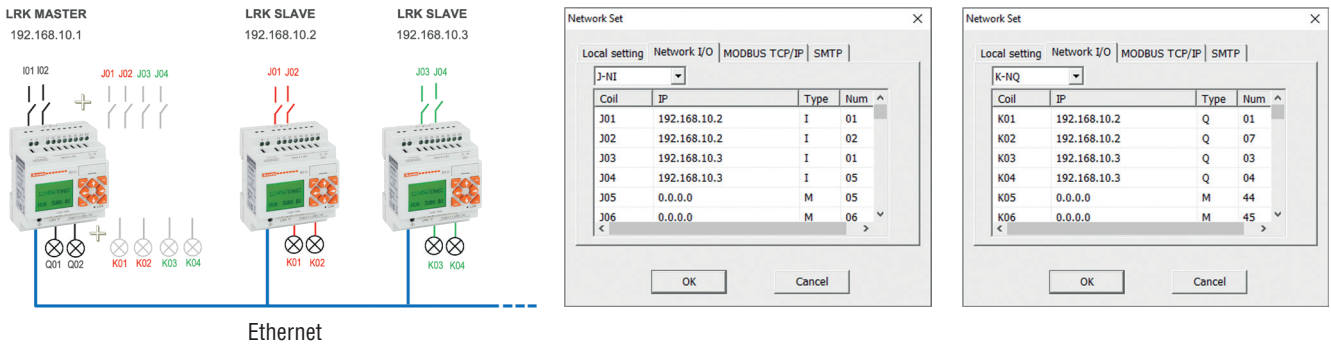 LRK MASTER
192.168.10.1
LRK SLAVE
192.168.10.2
LRK SLAVE
192.168.10.3
I01 I02
J01 J02 J03 J04
J01 J02
J03 J04
Q01 Q02
K01 K02 K03 K04
K01 K02
K03 K04
Ethernet
Network Set
Local setting Network I/O MODBUS TCP/IP SMTP
J-NI
Coil IP Type Num
J01 192.168.10.2 I 01
J02 192.168.10.2 I 02
J03 192.168.10.3 I 01
J04 192.168.10.3 I 05
J05 0.0.0.0 M 05
J06 0.0.0.0 M 06
OK Cancel
Network Set
Local setting Network I/O MODBUS TCP/IP SMTP
K-NQ
Coil IP Type Num
K01 192.168.10.2 Q 01
K02 192.168.10.2 Q 07
K03 192.168.10.3 Q 03
K04 192.168.10.3 Q 04
K05 0.0.0.0 M 44
K06 0.0.0.0 M 45
OK Cancel